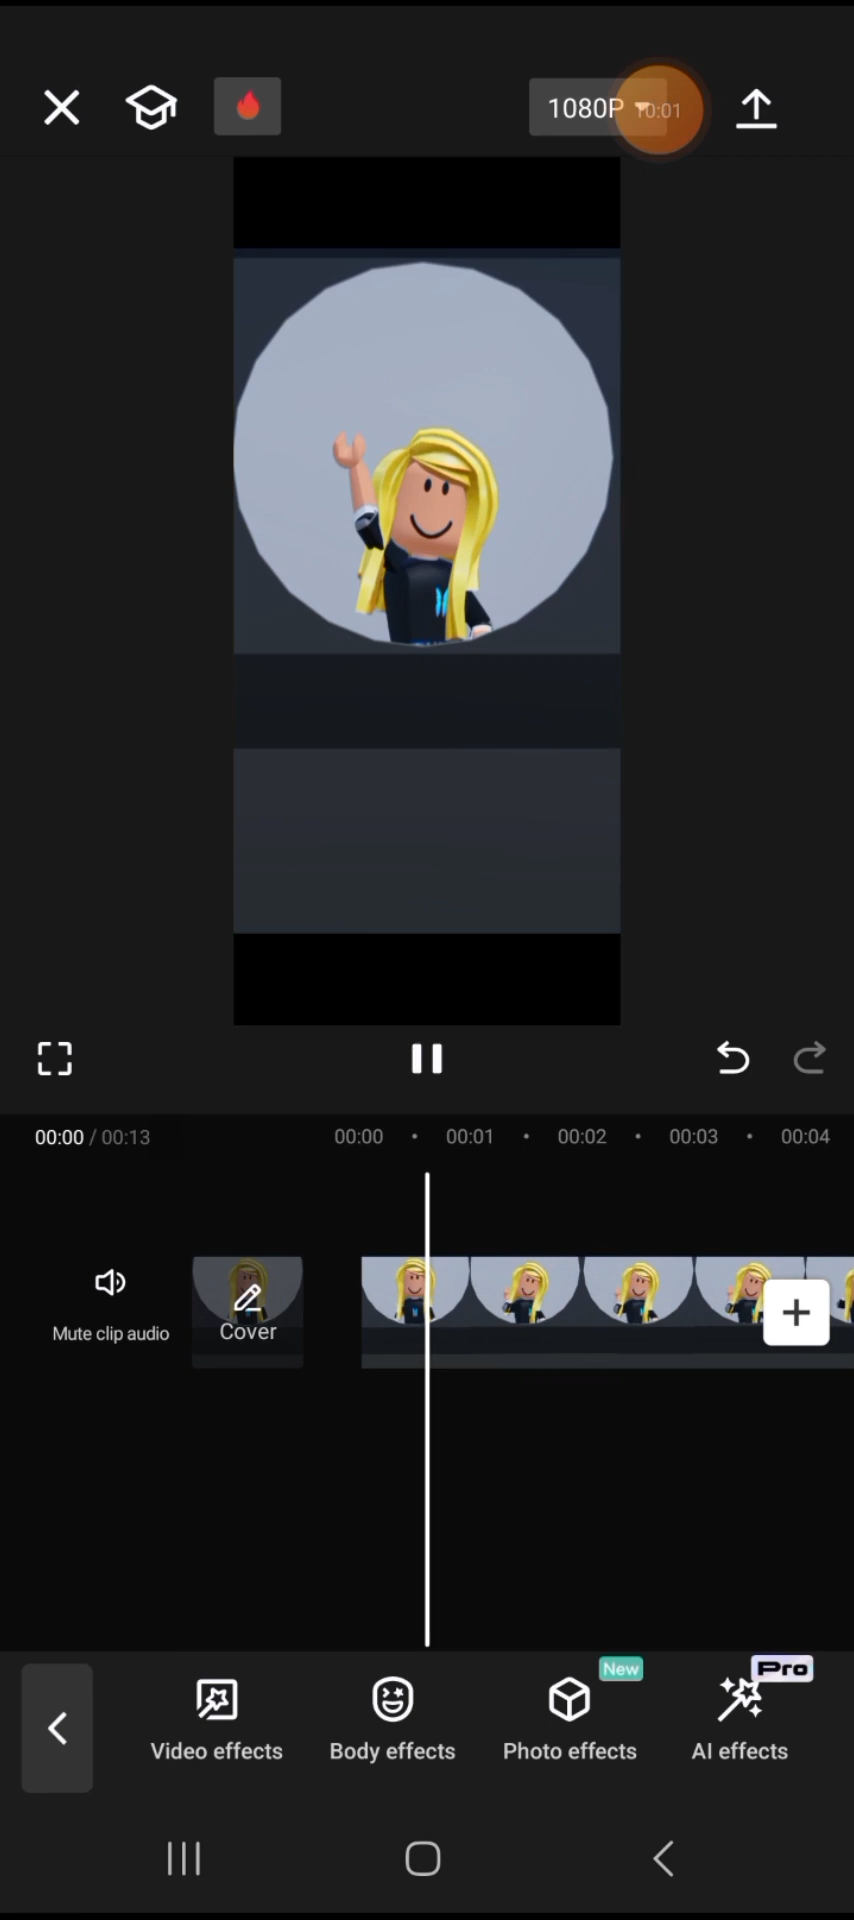 1080P
10:01
00:00 / 00:13
00:00 • 00:01 • 00:02 • 00:03 • 00:04
Mute clip audio
Cover
New
Pro
Video effects
Body effects
Photo effects
AI effects